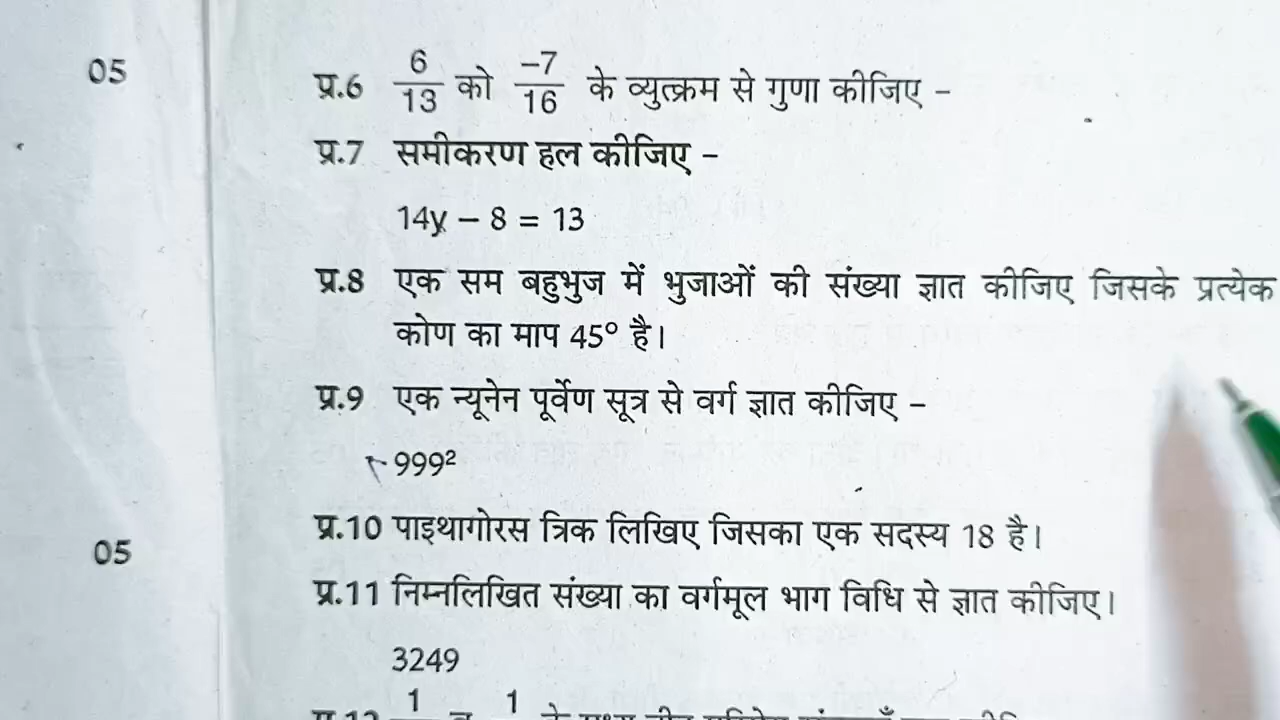 05
प्र.6 6/13 को -7/16 के व्युत्क्रम से गुणा कीजिए –
प्र.7 समीकरण हल कीजिए –
14y – 8 = 13
प्र.8 एक सम बहुभुज में भुजाओं की संख्या ज्ञात कीजिए जिसके प्रत्येक
कोण का माप 45° है।
प्र.9 एक न्यूनेन पूर्वेण सूत्र से वर्ग ज्ञात कीजिए –
999²
प्र.10 पाइथागोरस त्रिक लिखिए जिसका एक सदस्य 18 है।
05
प्र.11 निम्नलिखित संख्या का वर्गमूल भाग विधि से ज्ञात कीजिए।
3249
1 1